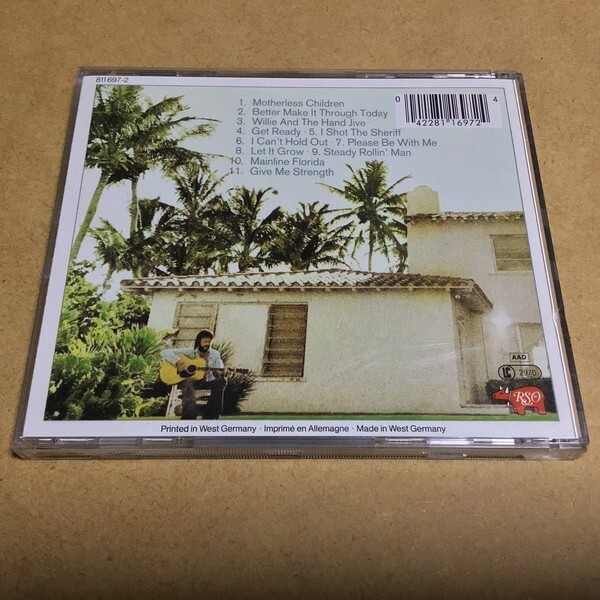 811 697-2
1. Motherless Children
2. Better Make It Through Today
3. Willie And The Hand Jive
4. Get Ready · 5. I Shot The Sheriff
6. I Can't Hold Out · 7. Please Be With Me
8. Let It Grow · 9. Steady Rollin' Man
10. Mainline Florida
11. Give Me Strength
0 42281 16972 4
AAD
LC 2970
RSO
Printed in West Germany · Imprimé en Allemagne · Made in West Germany